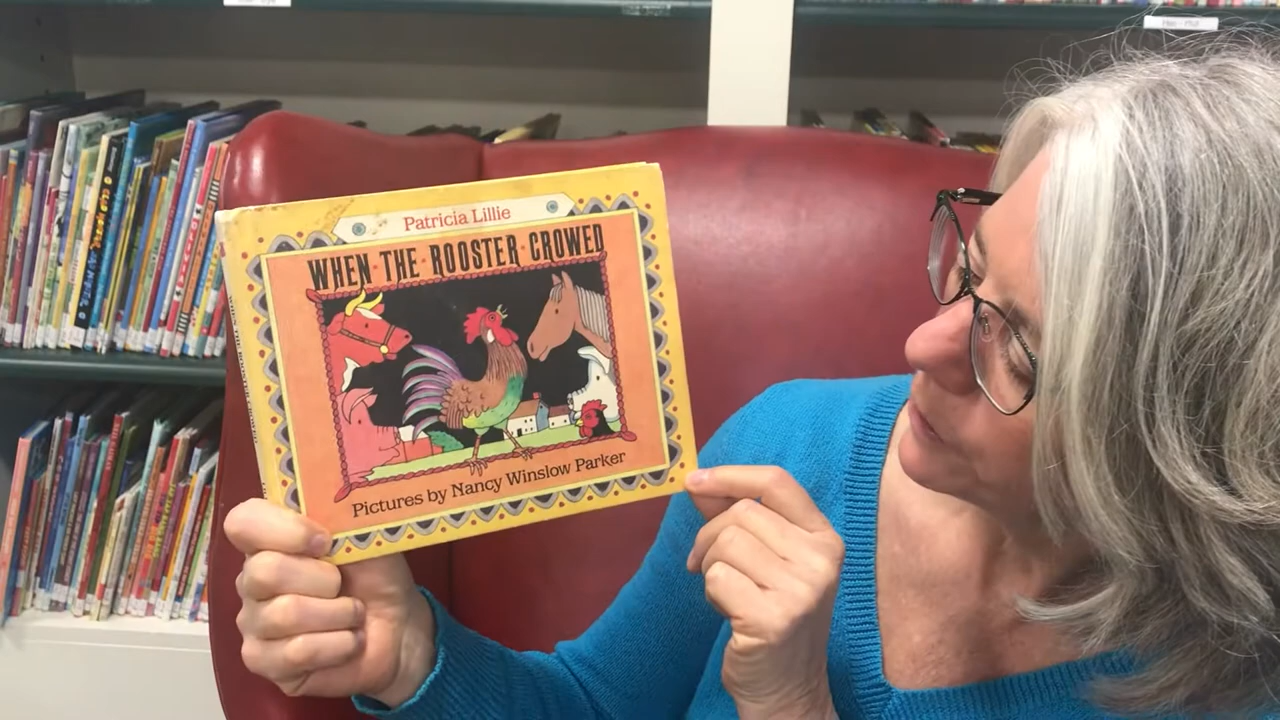 Patricia Lillie
WHEN · THE · ROOSTER · CROWED
Pictures by Nancy Winslow Parker